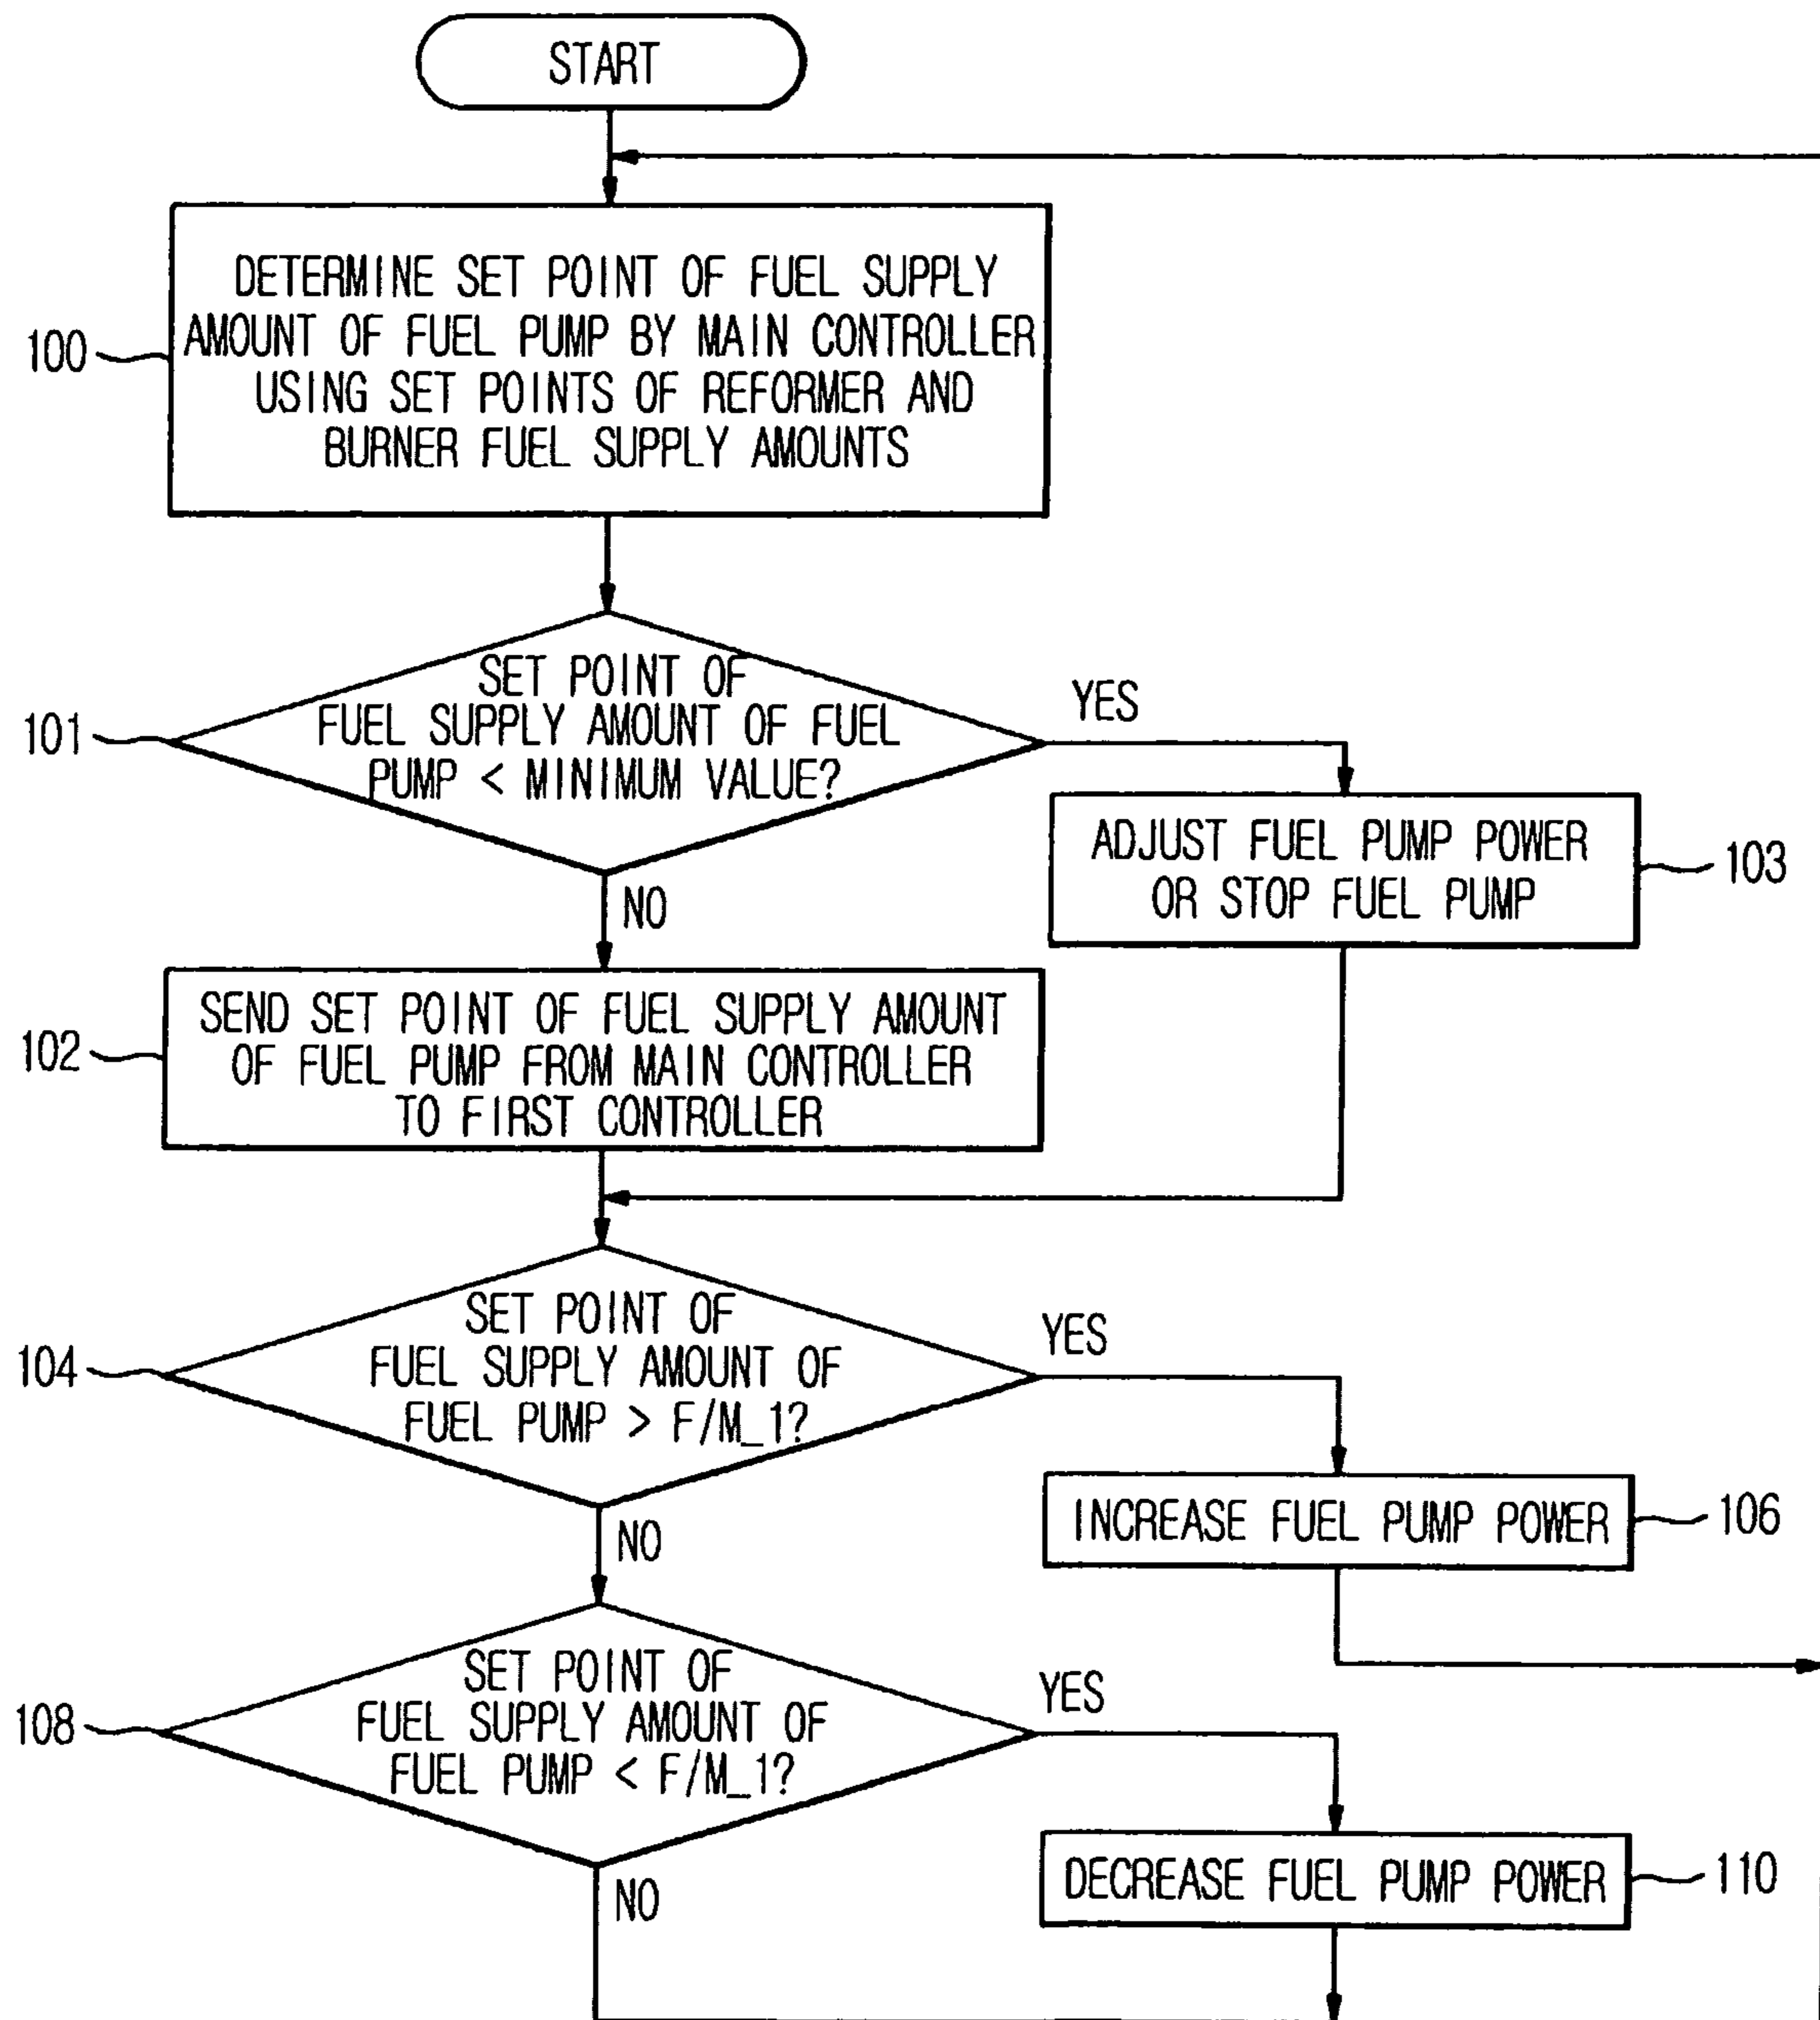 START
DETERMINE SET POINT OF FUEL SUPPLY
AMOUNT OF FUEL PUMP BY MAIN CONTROLLER
USING SET POINTS OF REFORMER AND
BURNER FUEL SUPPLY AMOUNTS
100
SET POINT OF
FUEL SUPPLY AMOUNT OF FUEL
PUMP < MINIMUM VALUE?
101
YES
NO
ADJUST FUEL PUMP POWER
OR STOP FUEL PUMP
103
SEND SET POINT OF FUEL SUPPLY AMOUNT
OF FUEL PUMP FROM MAIN CONTROLLER
TO FIRST CONTROLLER
102
SET POINT OF
FUEL SUPPLY AMOUNT OF
FUEL PUMP > F/M_1?
104
YES
NO
INCREASE FUEL PUMP POWER
106
SET POINT OF
FUEL SUPPLY AMOUNT OF
FUEL PUMP < F/M_1?
108
YES
NO
DECREASE FUEL PUMP POWER
110